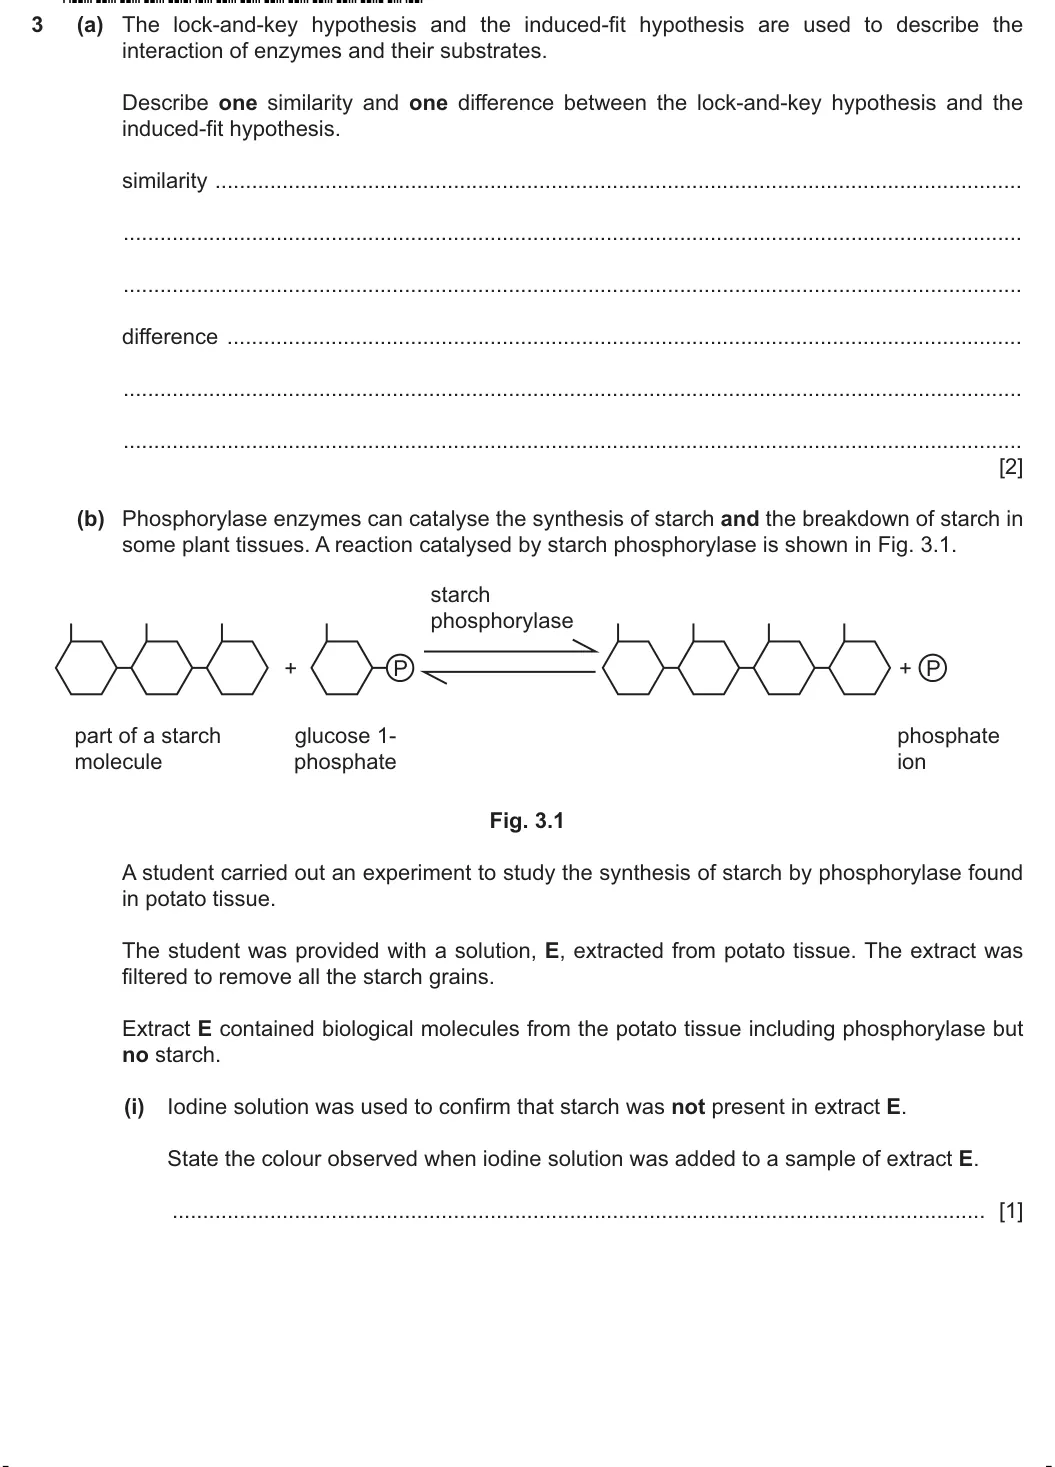 3 (a) The lock-and-key hypothesis and the induced-fit hypothesis are used to describe the
interaction of enzymes and their substrates.
Describe one similarity and one difference between the lock-and-key hypothesis and the
induced-fit hypothesis.
similarity ....................................................................................................................................
....................................................................................................................................................
....................................................................................................................................................
difference ..................................................................................................................................
....................................................................................................................................................
....................................................................................................................................................
[2]
(b) Phosphorylase enzymes can catalyse the synthesis of starch and the breakdown of starch in
some plant tissues. A reaction catalysed by starch phosphorylase is shown in Fig. 3.1.
starch
phosphorylase
+ P + P
part of a starch glucose 1- phosphate
molecule phosphate ion
Fig. 3.1
A student carried out an experiment to study the synthesis of starch by phosphorylase found
in potato tissue.
The student was provided with a solution, E, extracted from potato tissue. The extract was
filtered to remove all the starch grains.
Extract E contained biological molecules from the potato tissue including phosphorylase but
no starch.
(i) Iodine solution was used to confirm that starch was not present in extract E.
State the colour observed when iodine solution was added to a sample of extract E.
...................................................................................................................................... [1]